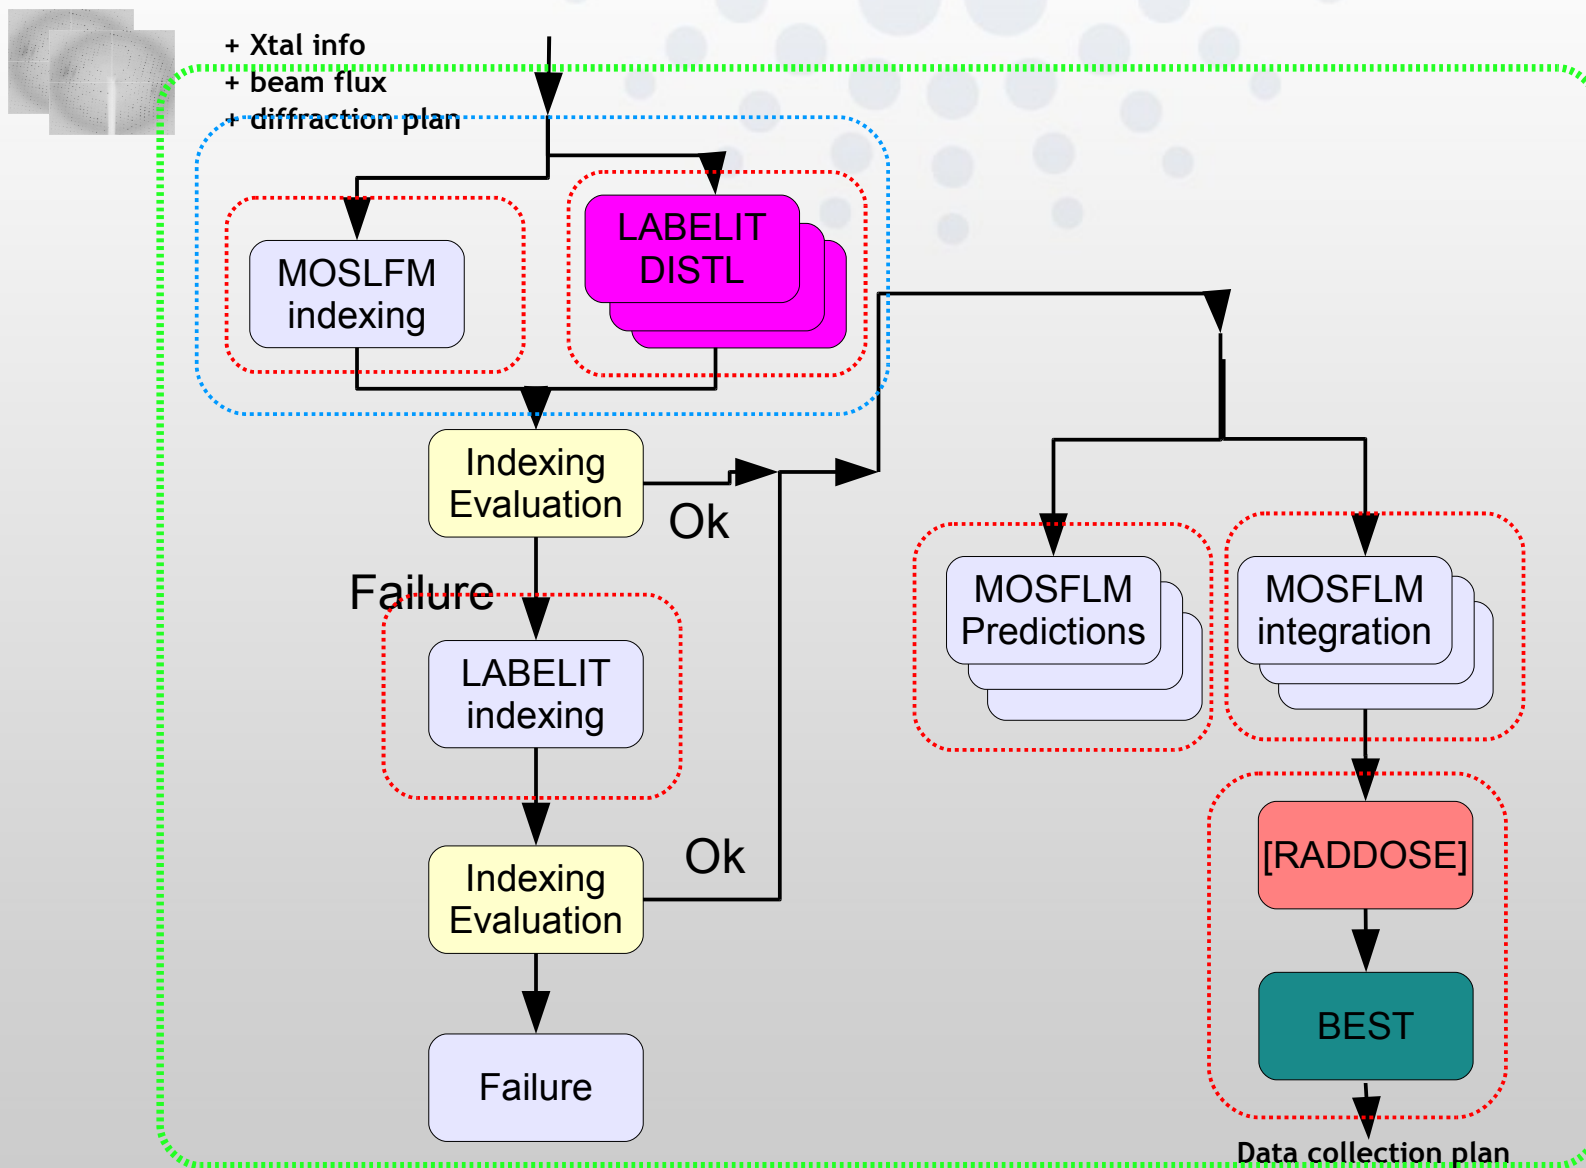 + Xtal info
+ beam flux
+ diffraction plan
LABELIT
DISTL
MOSLFM
indexing
Indexing
Evaluation
Ok
Failure
MOSFLM
Predictions
MOSFLM
integration
LABELIT
indexing
Ok
[RADDOSE]
Indexing
Evaluation
BEST
Failure
Data collection plan